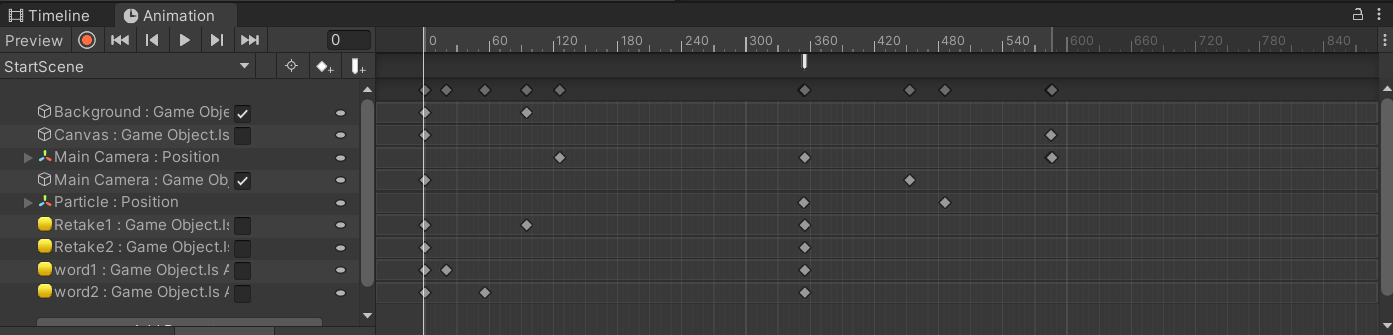 Timeline Animation
Preview 0
0 60 120 180 240 300 360 420 480 540 600 660 720 780 840
StartScene
Background : Game Obje
Canvas : Game Object.Is
Main Camera : Position
Main Camera : Game Ob
Particle : Position
Retake1 : Game Object.Is
Retake2 : Game Object.Is
word1 : Game Object.Is A
word2 : Game Object.Is A